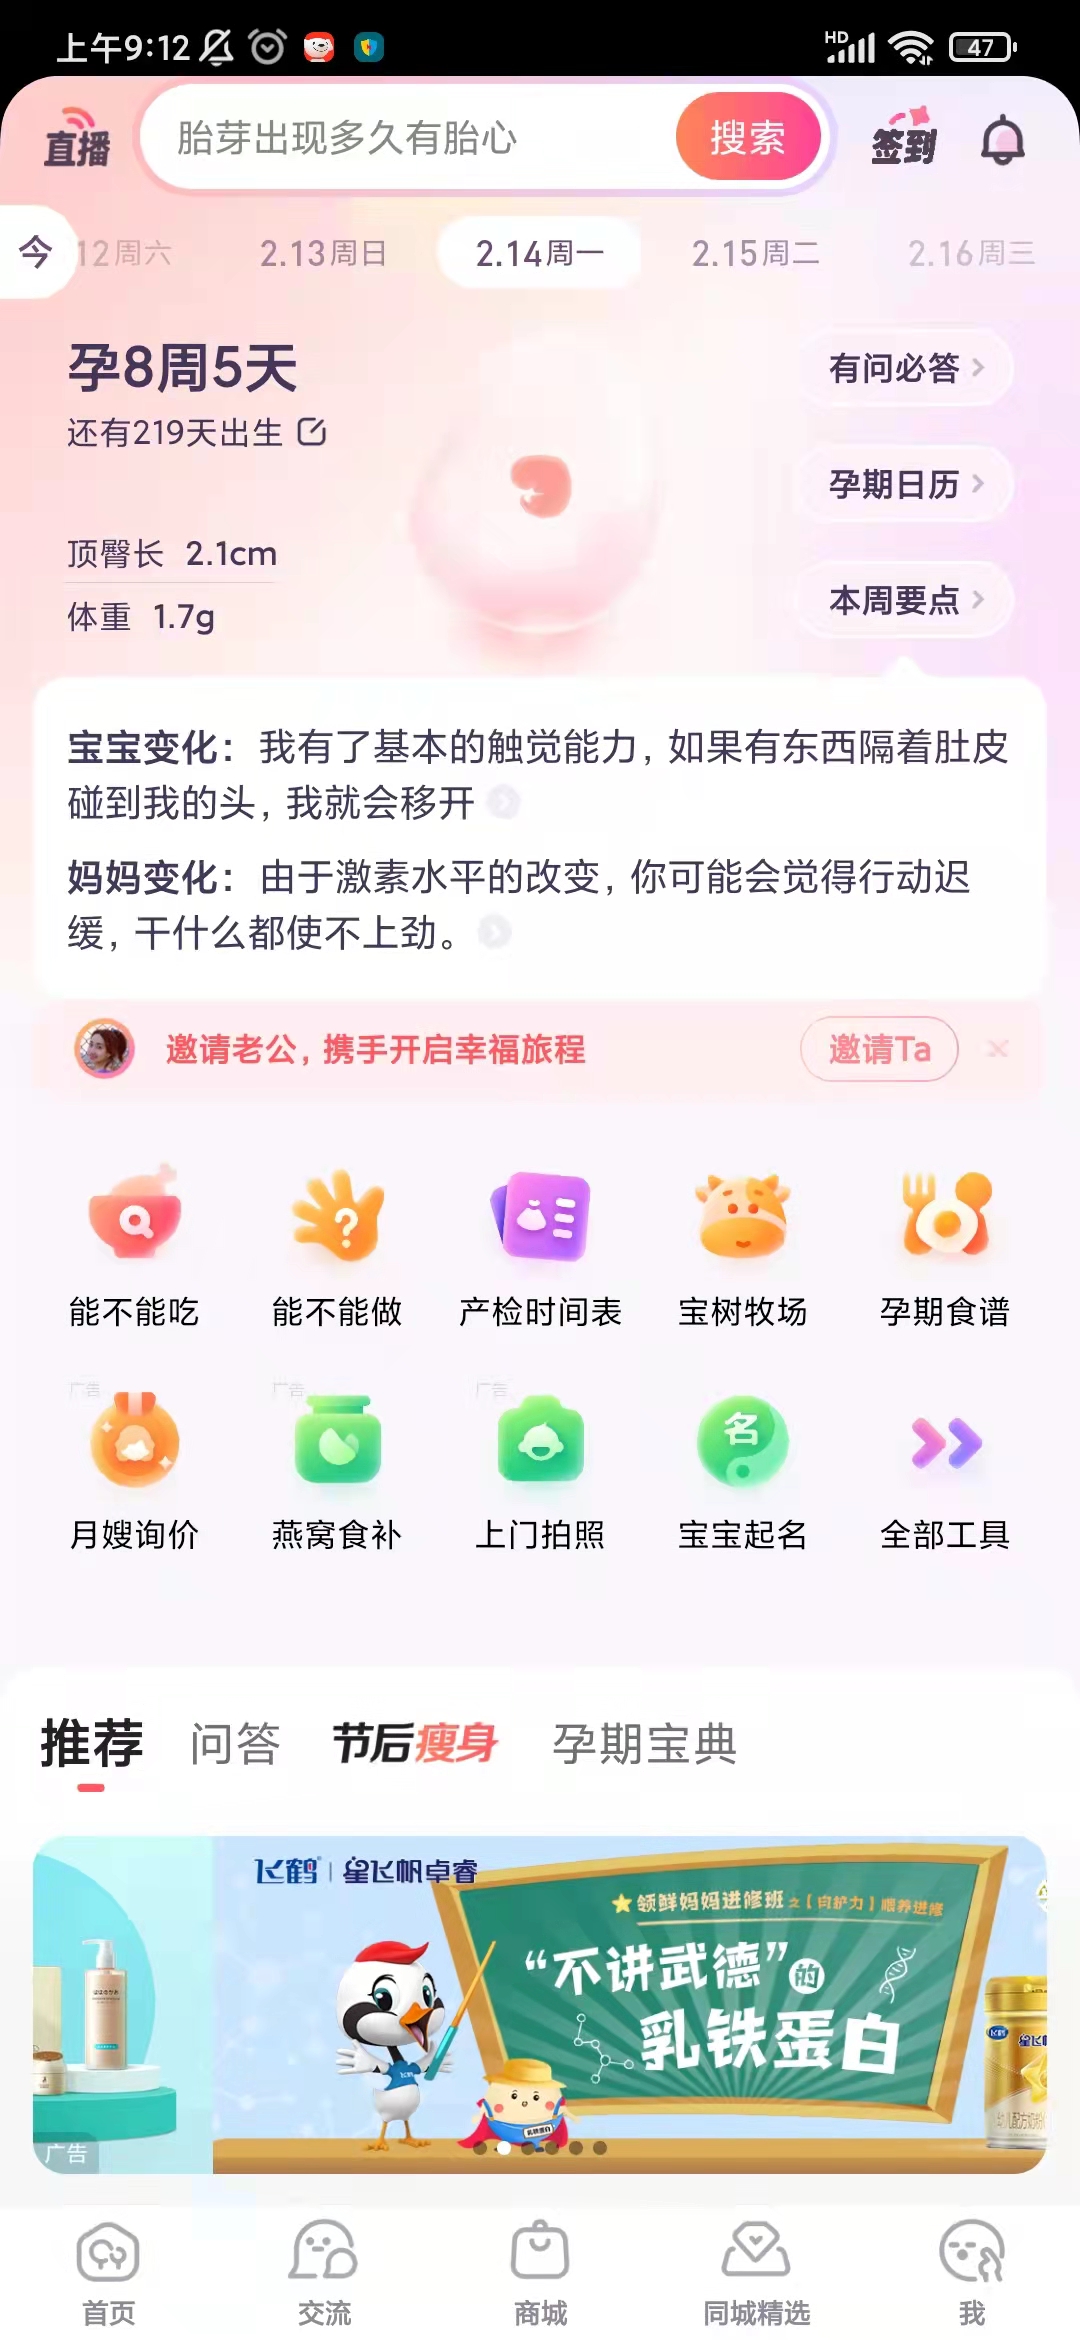 上午9:12
HD
47
直播
胎芽出现多久有胎心
搜索
签到
今
12周六
2.13周日
2.14周一
2.15周二
2.16周三
孕8周5天
还有219天出生
有问必答
孕期日历
顶臀长 2.1cm
体重 1.7g
本周要点
宝宝变化：我有了基本的触觉能力，如果有东西隔着肚皮
碰到我的头，我就会移开
妈妈变化：由于激素水平的改变，你可能会觉得行动迟
缓，干什么都使不上劲。
邀请老公，携手开启幸福旅程
邀请Ta
能不能吃
能不能做
产检时间表
宝树牧场
孕期食谱
广告
广告
广告
名
月嫂询价
燕窝食补
上门拍照
宝宝起名
全部工具
推荐
问答
节后瘦身
孕期宝典
飞鹤 | 星飞帆卓睿
领鲜妈妈进修班之【向护力】喂养进修
“不讲武德”的
乳铁蛋白
飞鹤
乳铁蛋白
飞鹤
广告
首页
交流
商城
同城精选
我